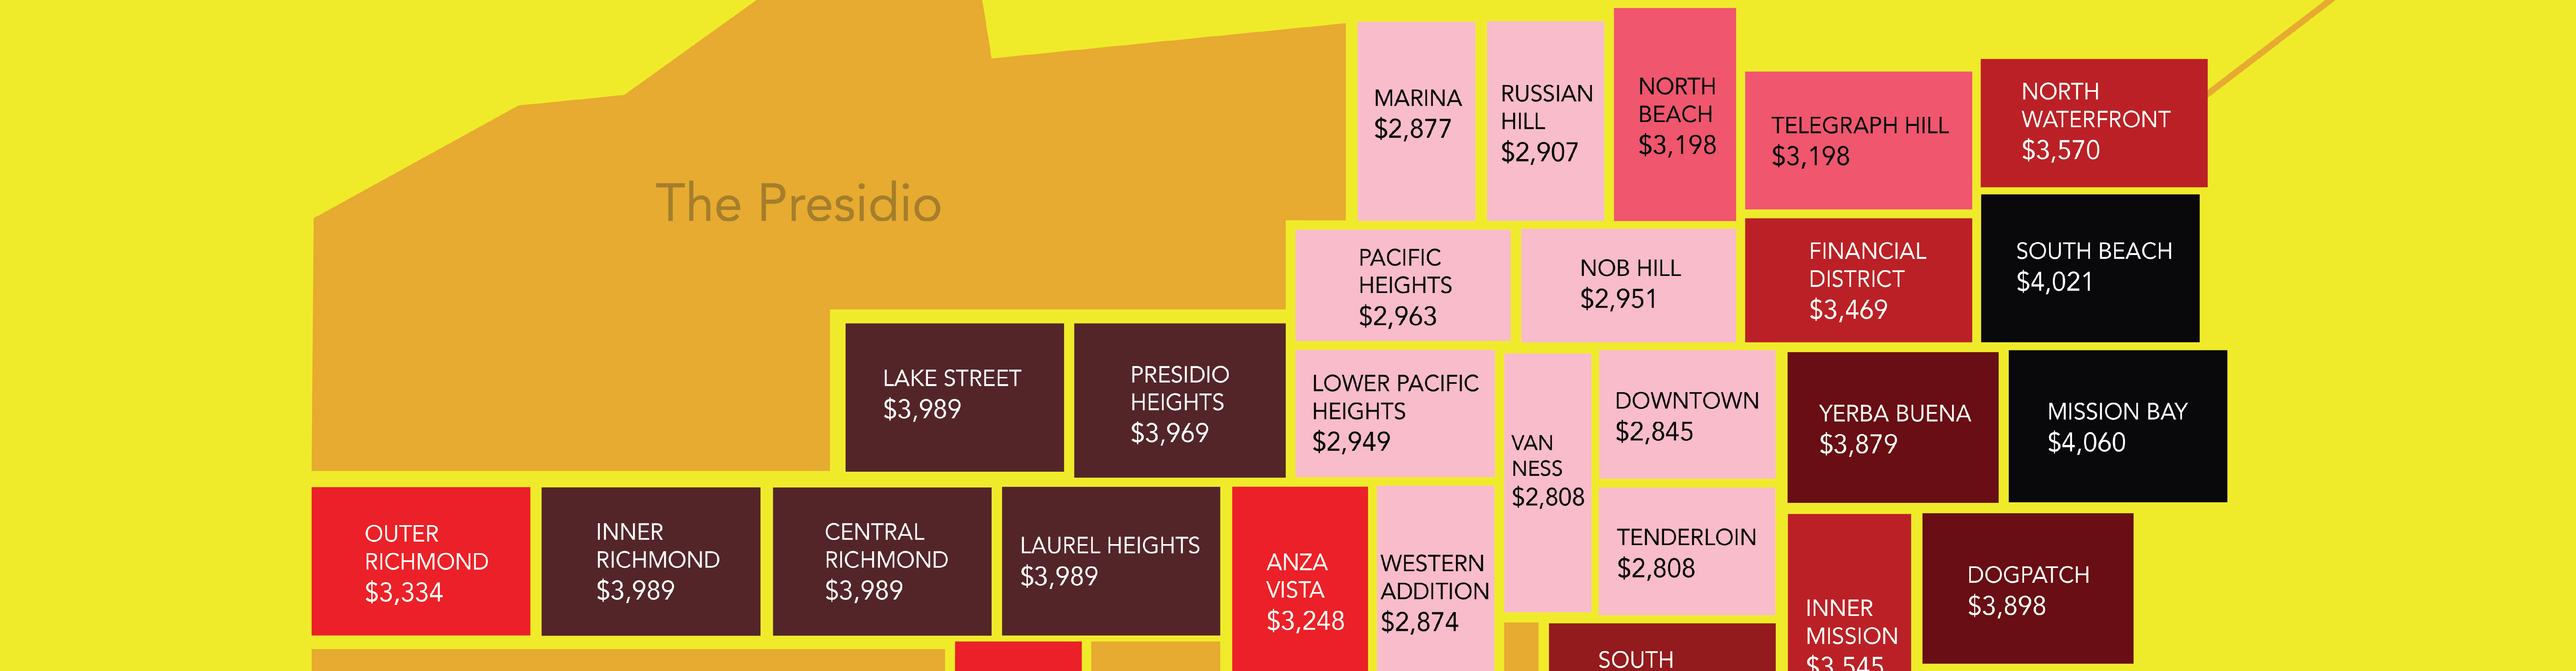 MARINA
$2,877
RUSSIAN
HILL
$2,907
NORTH
BEACH
$3,198
TELEGRAPH HILL
$3,198
NORTH
WATERFRONT
$3,570
The Presidio
PACIFIC
HEIGHTS
$2,963
NOB HILL
$2,951
FINANCIAL
DISTRICT
$3,469
SOUTH BEACH
$4,021
LAKE STREET
$3,989
PRESIDIO
HEIGHTS
$3,969
LOWER PACIFIC
HEIGHTS
$2,949
VAN
NESS
$2,808
DOWNTOWN
$2,845
YERBA BUENA
$3,879
MISSION BAY
$4,060
OUTER
RICHMOND
$3,334
INNER
RICHMOND
$3,989
CENTRAL
RICHMOND
$3,989
LAUREL HEIGHTS
$3,989
ANZA
VISTA
$3,248
WESTERN
ADDITION
$2,874
TENDERLOIN
$2,808
INNER
MISSION
$3,545
DOGPATCH
$3,898
SOUTH